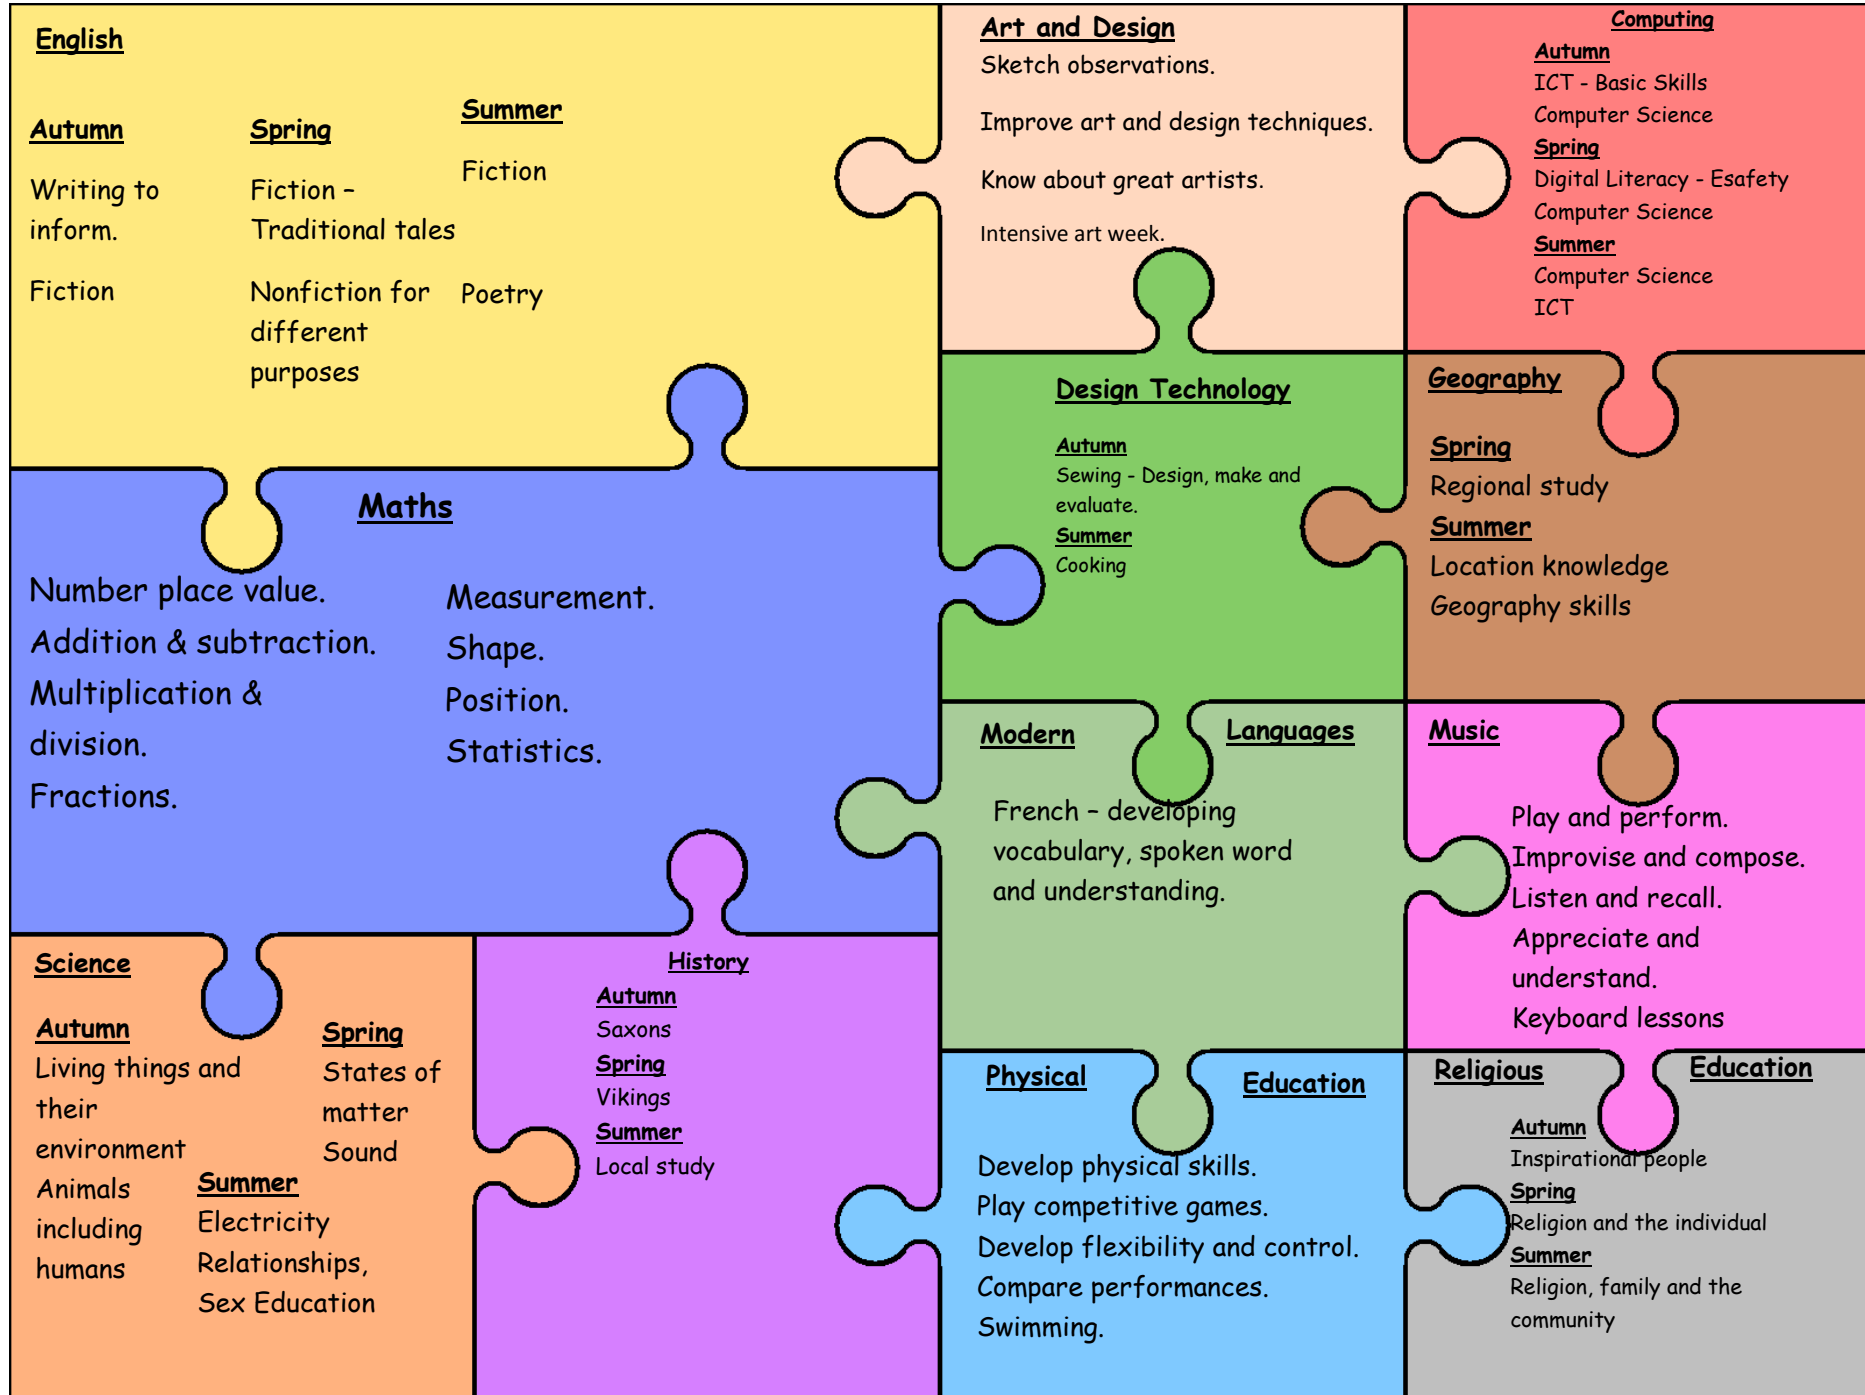 English
Autumn
Writing to
inform.
Fiction
Spring
Fiction –
Traditional tales
Nonfiction for
different
purposes
Summer
Fiction
Poetry
Art and Design
Sketch observations.
Improve art and design techniques.
Know about great artists.
Intensive art week.
Computing
Autumn
ICT - Basic Skills
Computer Science
Spring
Digital Literacy - Esafety
Computer Science
Summer
Computer Science
ICT
Maths
Number place value.
Addition & subtraction.
Multiplication &
division.
Fractions.
Measurement.
Shape.
Position.
Statistics.
Design Technology
Autumn
Sewing - Design, make and
evaluate.
Summer
Cooking
Geography
Spring
Regional study
Summer
Location knowledge
Geography skills
Modern Languages
French – developing
vocabulary, spoken word
and understanding.
Music
Play and perform.
Improvise and compose.
Listen and recall.
Appreciate and
understand.
Keyboard lessons
Science
Autumn
Living things and
their
environment
Animals
including
humans
Spring
States of
matter
Sound
Summer
Electricity
Relationships,
Sex Education
History
Autumn
Saxons
Spring
Vikings
Summer
Local study
Physical Education
Develop physical skills.
Play competitive games.
Develop flexibility and control.
Compare performances.
Swimming.
Religious Education
Autumn
Inspirational people
Spring
Religion and the individual
Summer
Religion, family and the
community